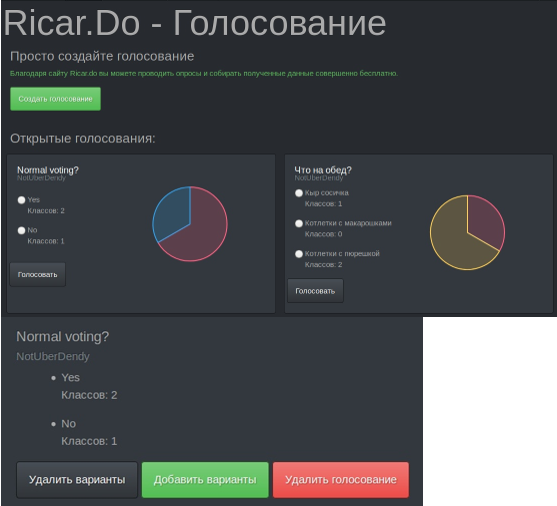 Ricar.Do - Голосование
Просто создайте голосование
Благодаря сайту Ricar.do вы можете проводить опросы и собирать полученные данные совершенно бесплатно.
Создать голосование
Открытые голосования:
Normal voting?
NotUberDendy
Yes
Классов: 2
No
Классов: 1
Голосовать
Что на обед?
NotUberDendy
Кыр сосичка
Классов: 1
Котлетки с макарошками
Классов: 0
Котлетки с пюрешкой
Классов: 2
Голосовать
Normal voting?
NotUberDendy
Yes
Классов: 2
No
Классов: 1
Удалить варианты
Добавить варианты
Удалить голосование